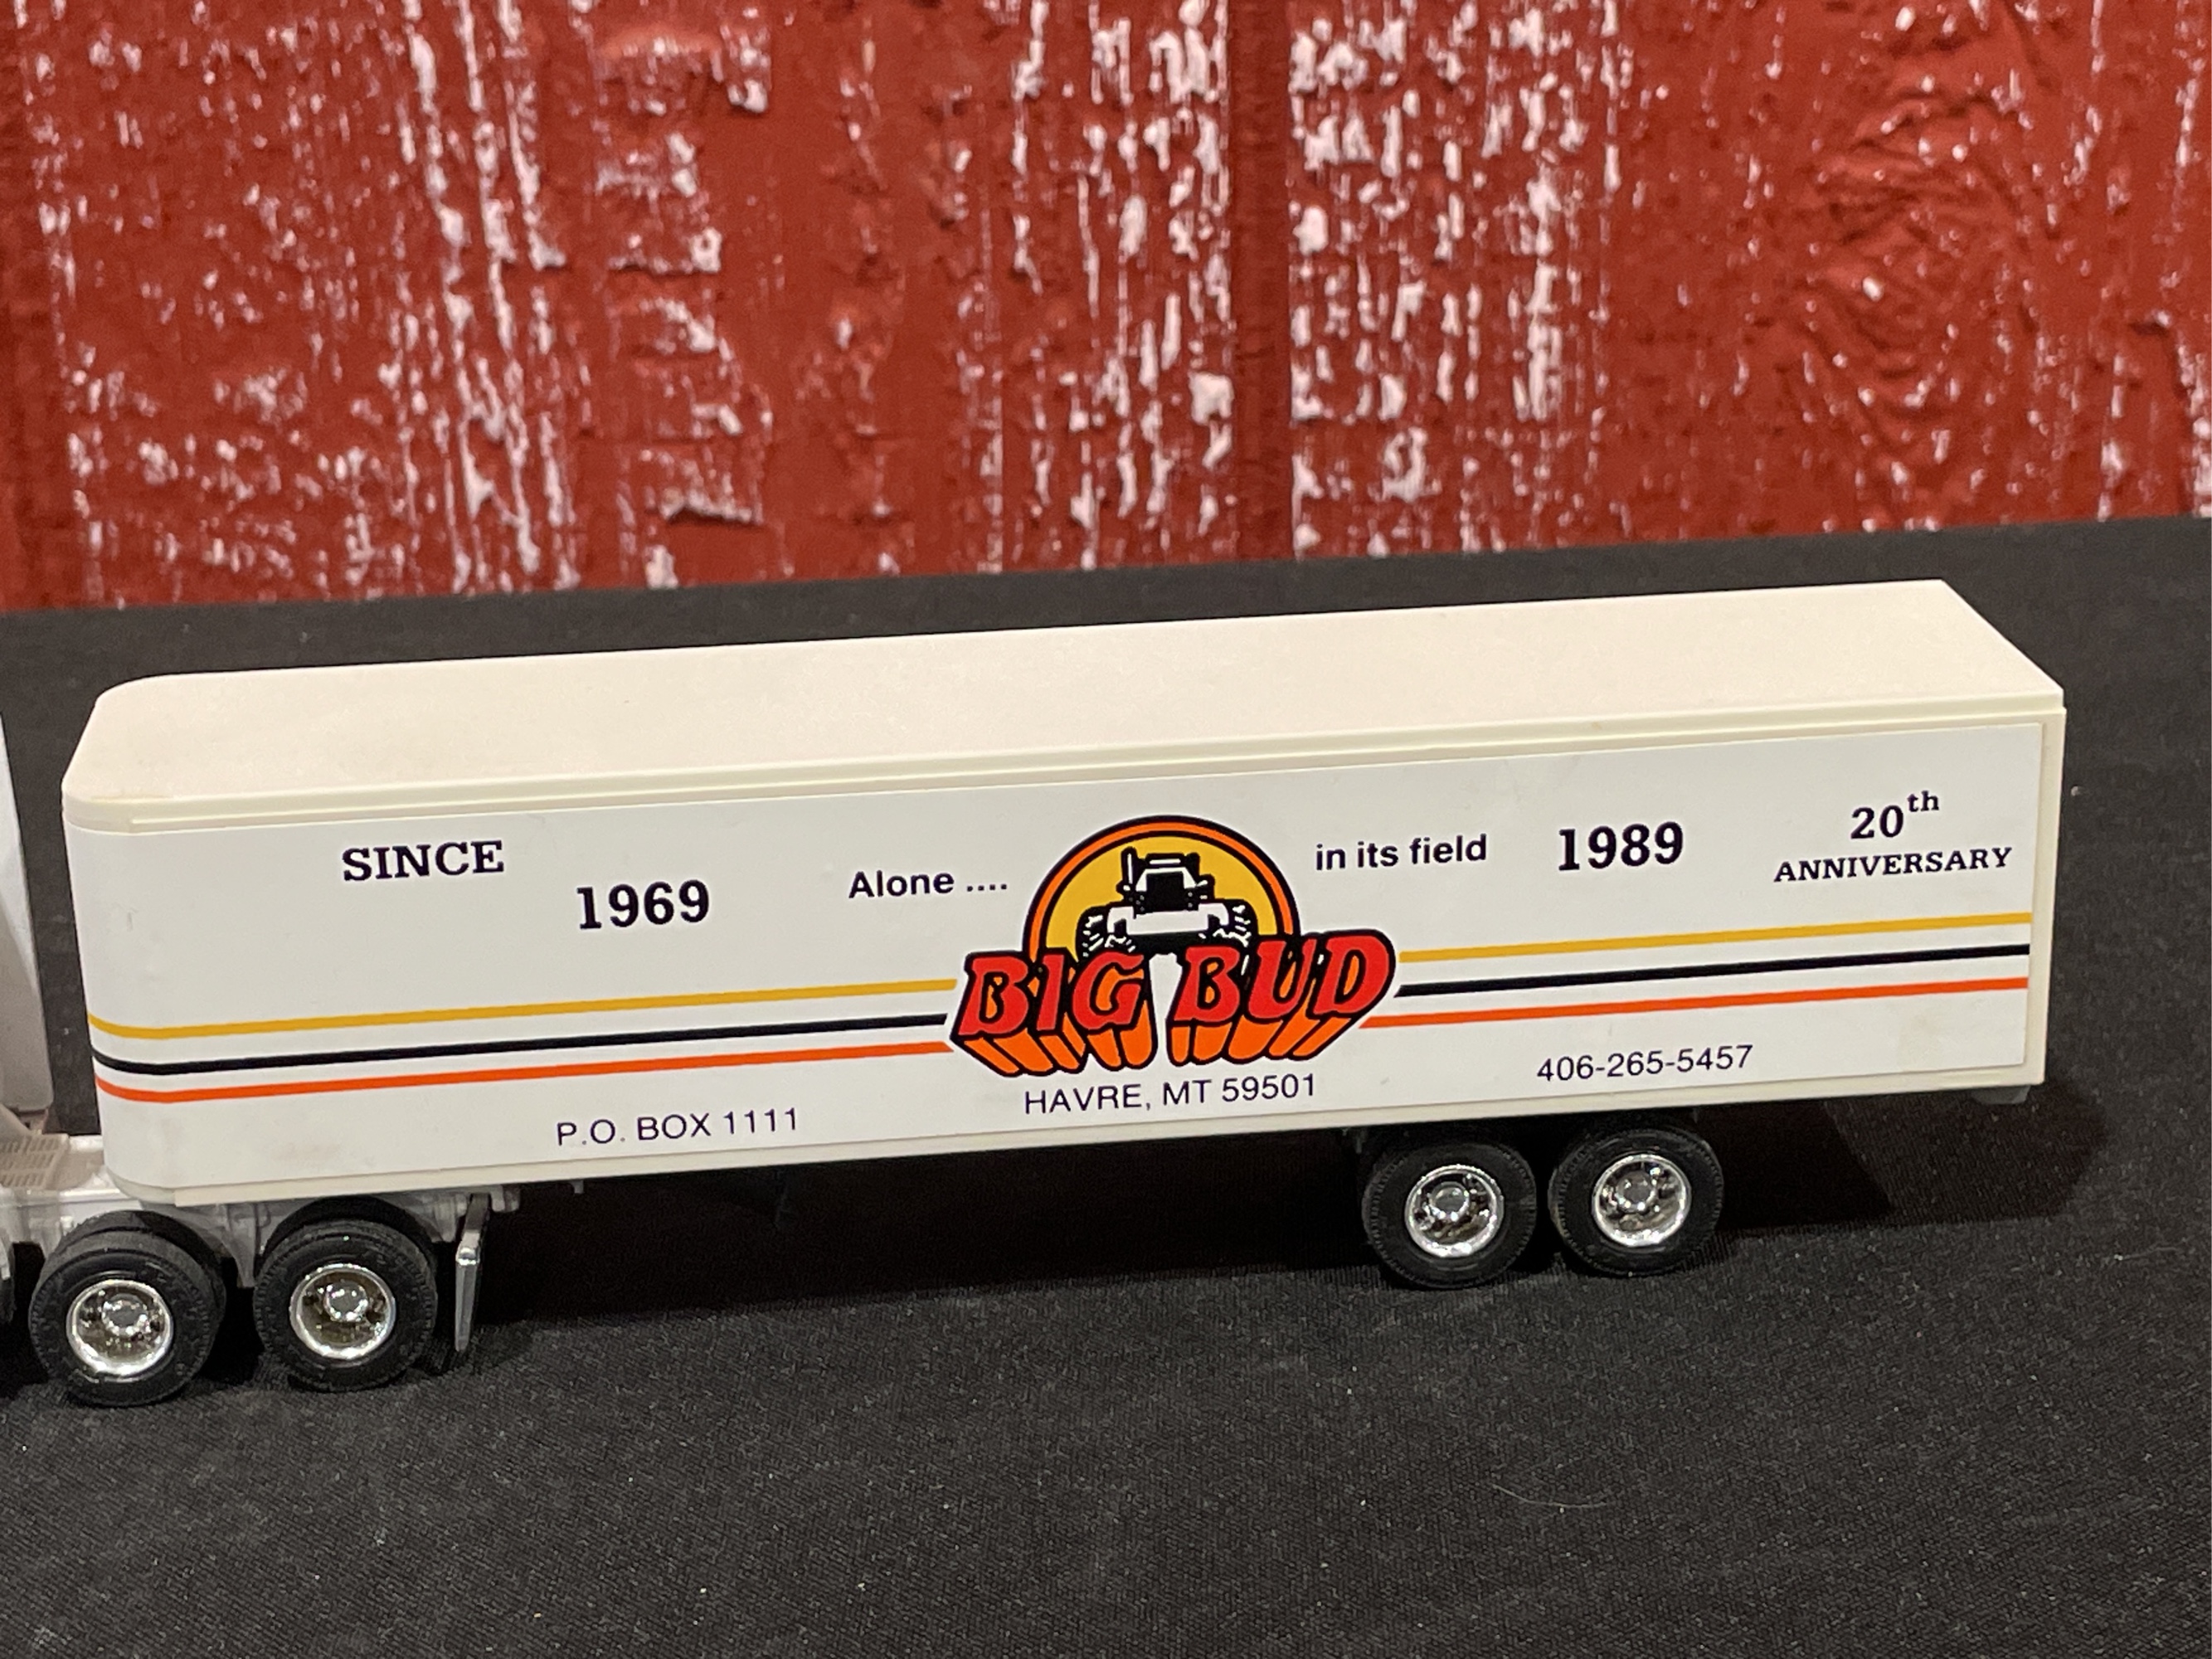 SINCE
1969
Alone ....
BIG BUD
in its field
1989
20th
ANNIVERSARY
P.O. BOX 1111
HAVRE, MT 59501
406-265-5457